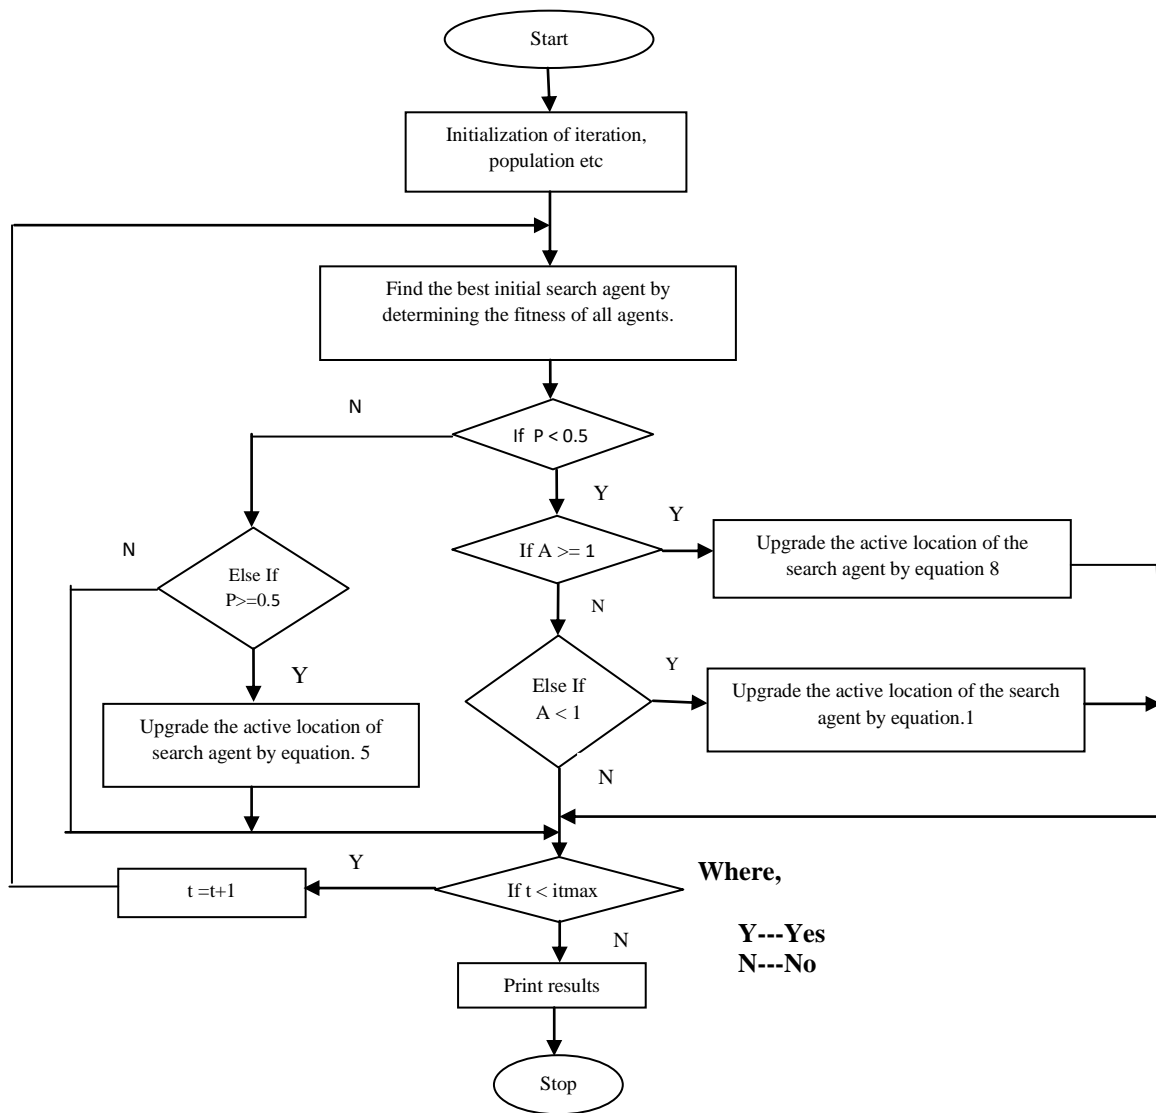 Start
Initialization of iteration,
population etc
Find the best initial search agent by
determining the fitness of all agents.
N
If P < 0.5
Y
N
If A >= 1
Y
Upgrade the active location of the
search agent by equation 8
Else If
P>=0.5
N
Y
Else If
A < 1
Y
Upgrade the active location of the search
agent by equation.1
Upgrade the active location of
search agent by equation. 5
N
Y
t =t+1
If t < itmax
Where,
N
Y---Yes
N---No
Print results
Stop